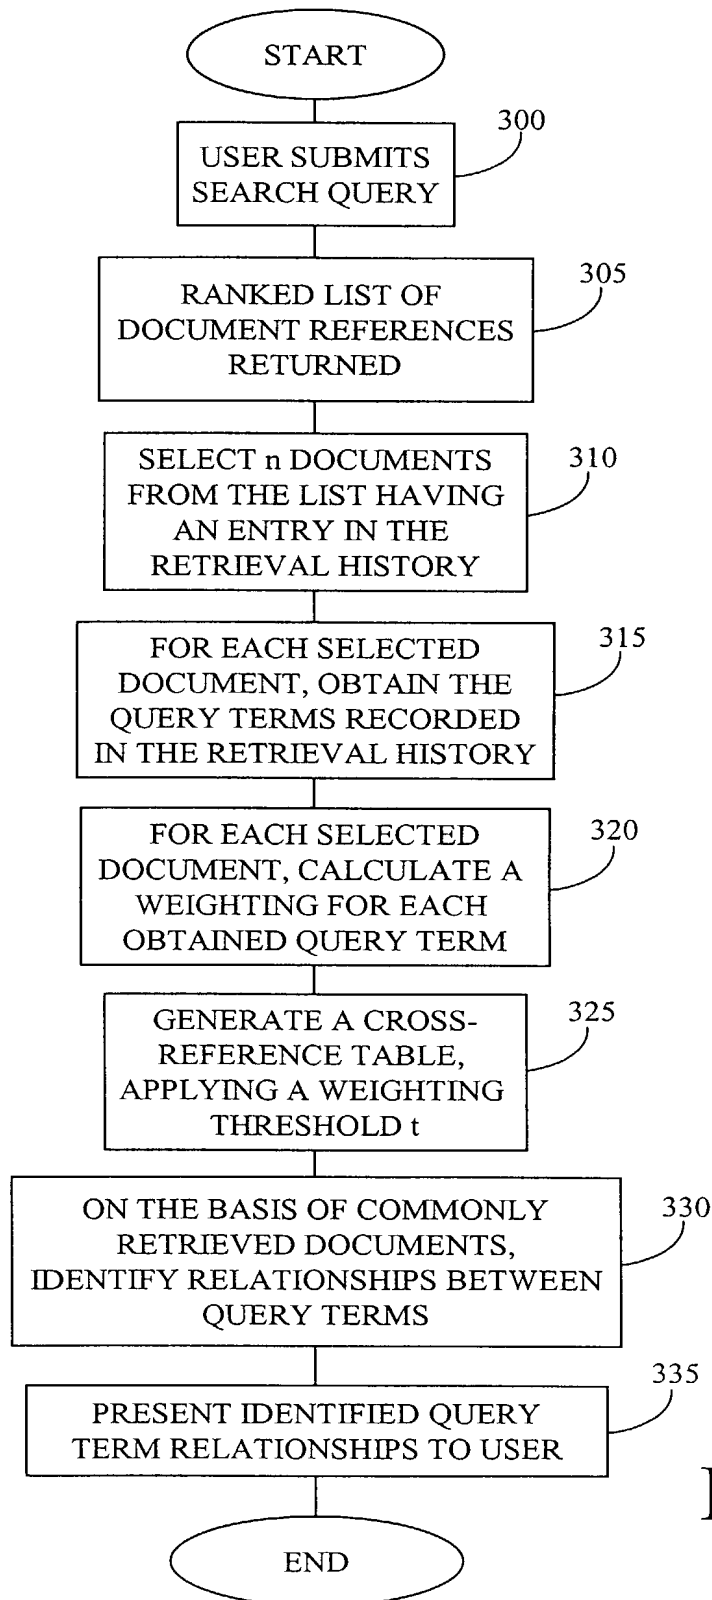 START
300
USER SUBMITS
SEARCH QUERY
305
RANKED LIST OF
DOCUMENT REFERENCES
RETURNED
310
SELECT n DOCUMENTS
FROM THE LIST HAVING
AN ENTRY IN THE
RETRIEVAL HISTORY
315
FOR EACH SELECTED
DOCUMENT, OBTAIN THE
QUERY TERMS RECORDED
IN THE RETRIEVAL HISTORY
320
FOR EACH SELECTED
DOCUMENT, CALCULATE A
WEIGHTING FOR EACH
OBTAINED QUERY TERM
325
GENERATE A CROSS-
REFERENCE TABLE,
APPLYING A WEIGHTING
THRESHOLD t
330
ON THE BASIS OF COMMONLY
RETRIEVED DOCUMENTS,
IDENTIFY RELATIONSHIPS BETWEEN
QUERY TERMS
335
PRESENT IDENTIFIED QUERY
TERM RELATIONSHIPS TO USER
END